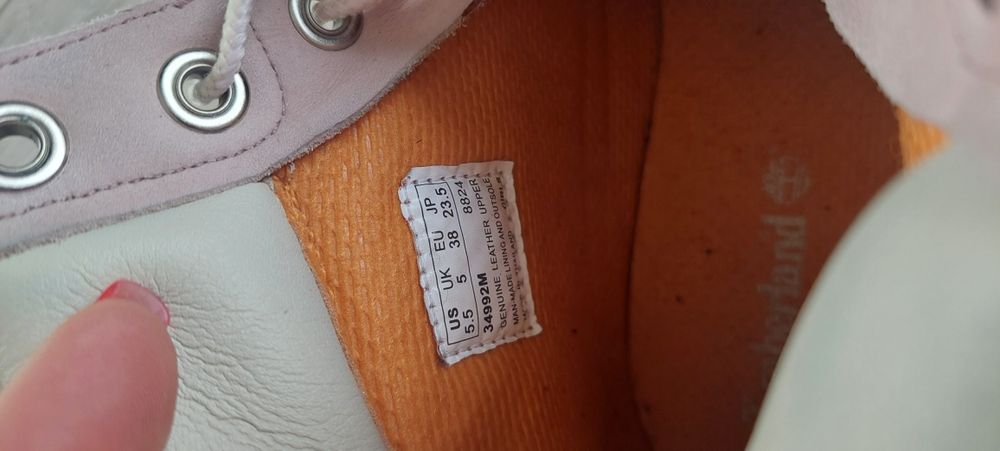 US UK EU JP
5.5 5 38 23.5
34992M 8824
GENUINE LEATHER UPPER
MAN-MADE LINING AND OUTSOLE